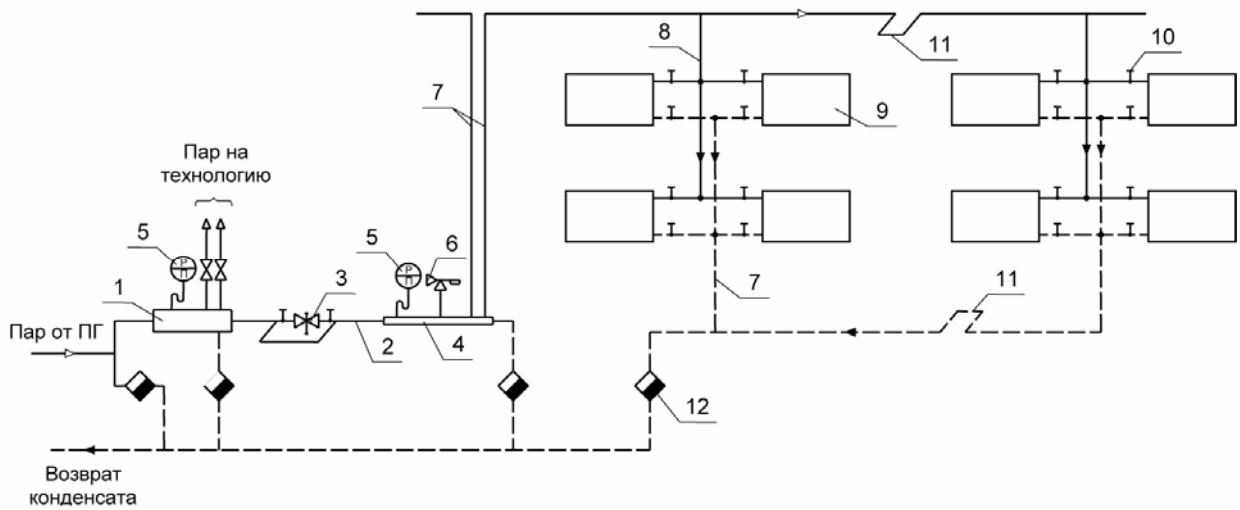 8
11
10
7
9
Пар на
технологию
5
5
6
Р
П
Р
П
1
3
7
11
Пар от ПГ
2
4
12
Возврат
конденсата